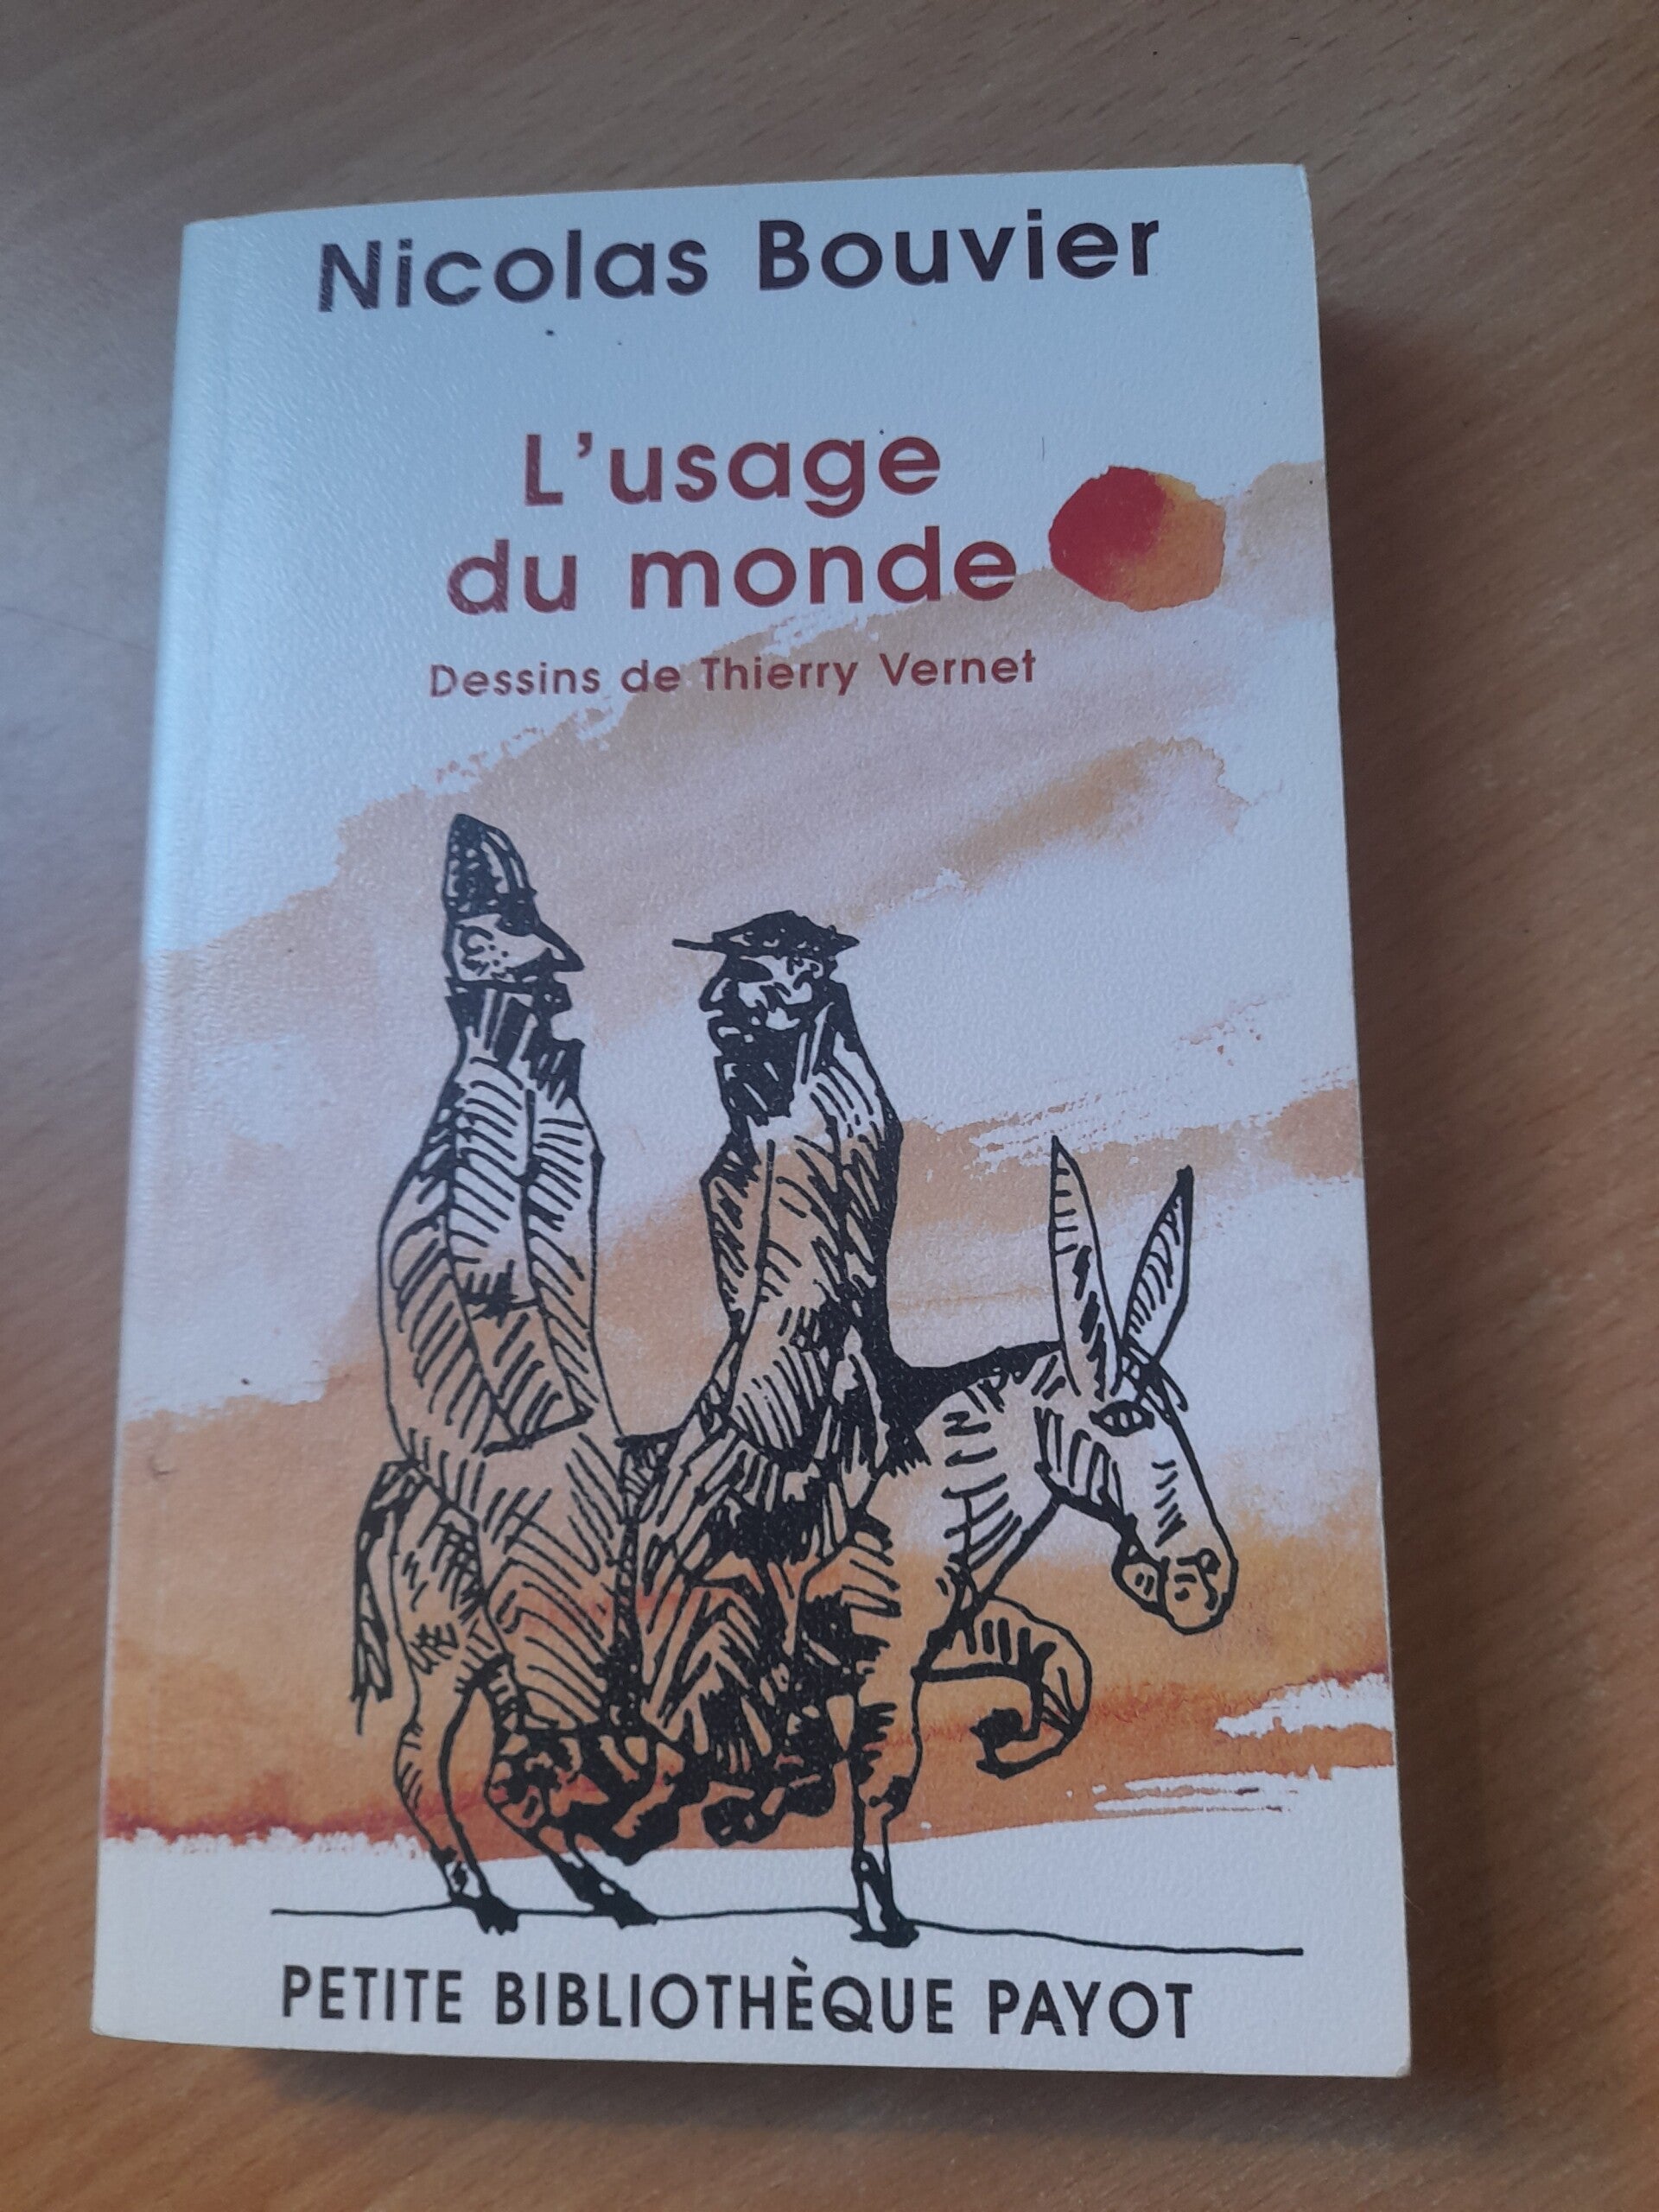 Nicolas Bouvier
L'usage
du monde
Dessins de Thierry Vernet
PETITE BIBLIOTHÈQUE PAYOT